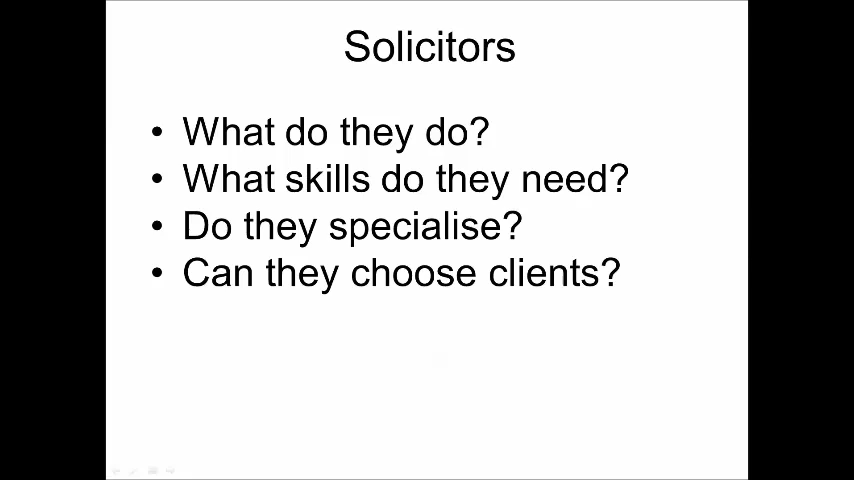 Solicitors
• What do they do?
• What skills do they need?
• Do they specialise?
• Can they choose clients?